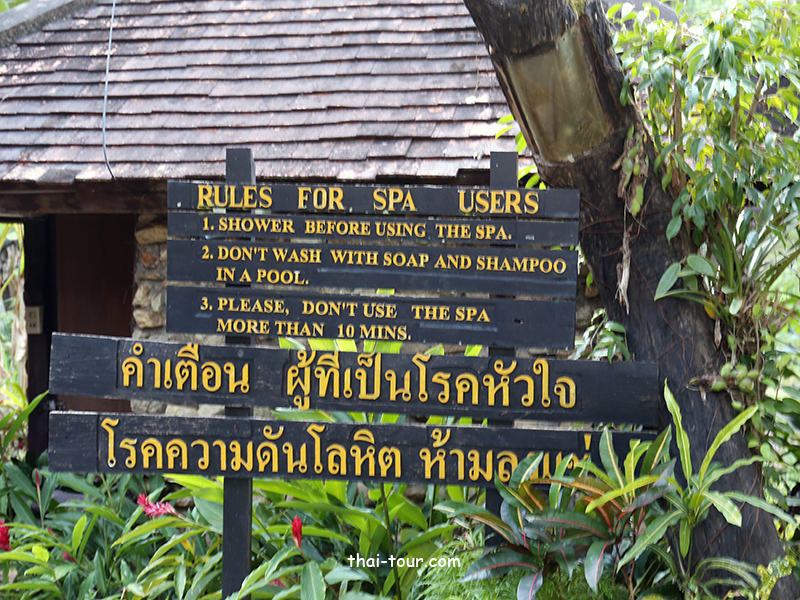 RULES FOR SPA USERS
1. SHOWER BEFORE USING THE SPA.
2. DON'T WASH WITH SOAP AND SHAMPOO
IN A POOL.
3. PLEASE, DON'T USE THE SPA
MORE THAN 10 MINS.
คำเตือน ผู้ที่เป็นโรคหัวใจ
โรคความดันโลหิต ห้าม
thai-tour.com